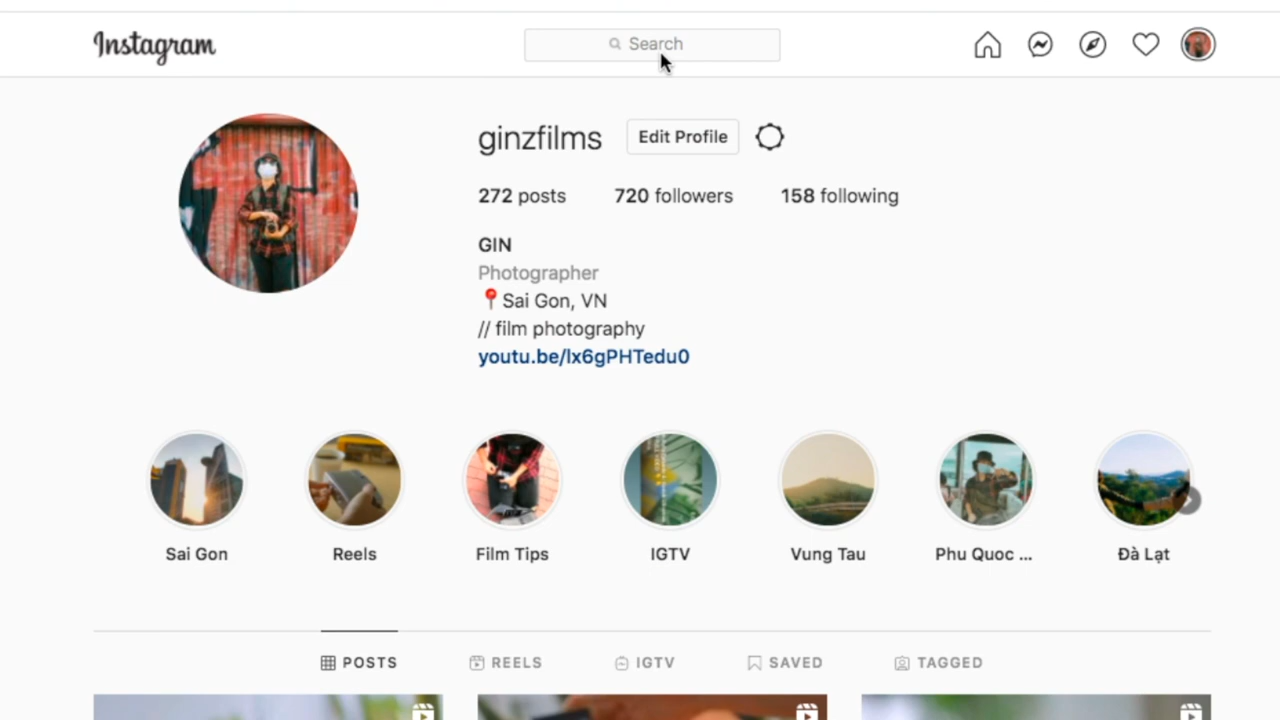 Instagram
Search
ginzfilms
Edit Profile
272 posts
720 followers
158 following
GIN
Photographer
📍Sai Gon, VN
// film photography
youtu.be/lx6gPHTedu0
Sai Gon
Reels
Film Tips
IGTV
Vung Tau
Phu Quoc ...
Đà Lạt
POSTS
REELS
IGTV
SAVED
TAGGED